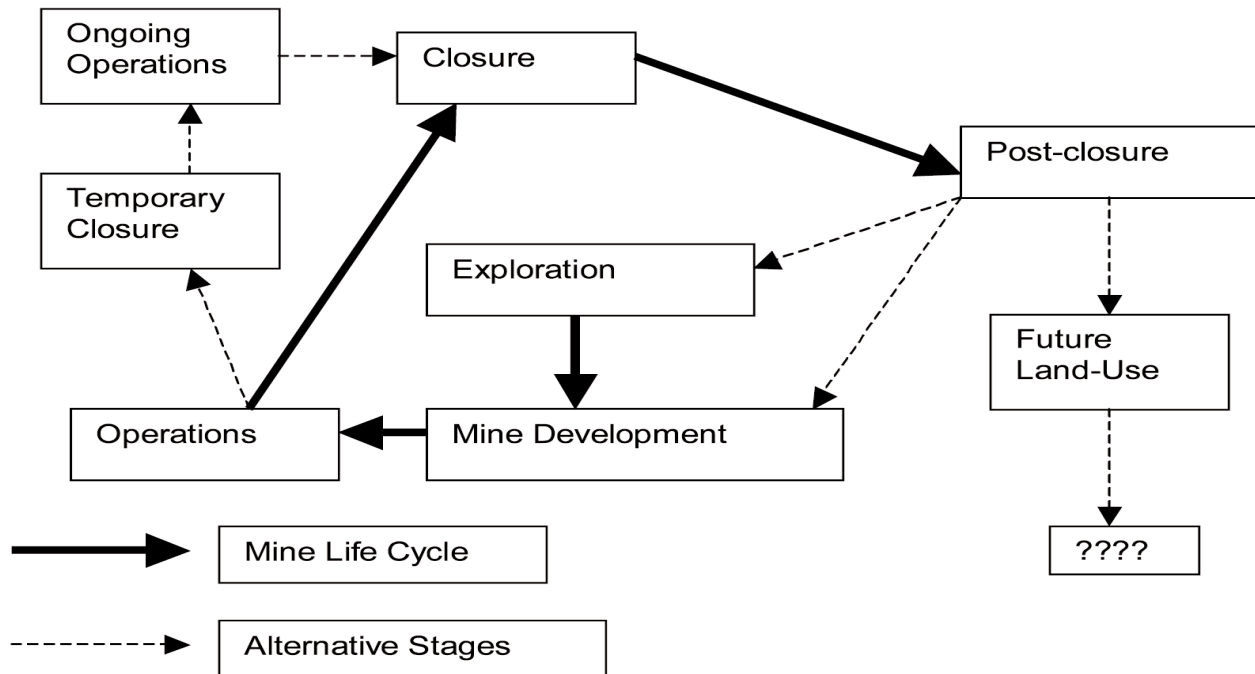 Ongoing
Operations
Closure
Post-closure
Temporary
Closure
Exploration
Future
Land-Use
Operations
Mine Development
Mine Life Cycle
????
Alternative Stages